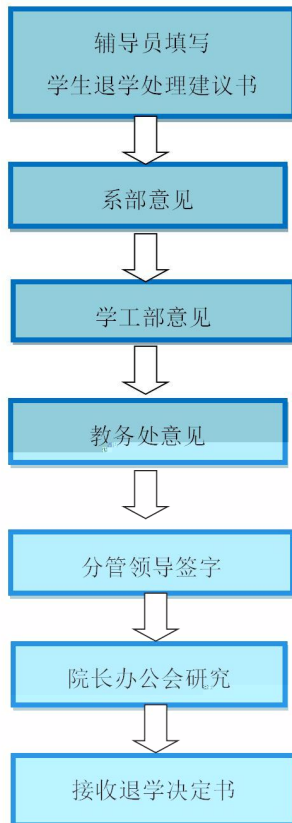 辅导员填写
学生退学处理建议书
系部意见
学工部意见
教务处意见
分管领导签字
院长办公会研究
接收退学决定书